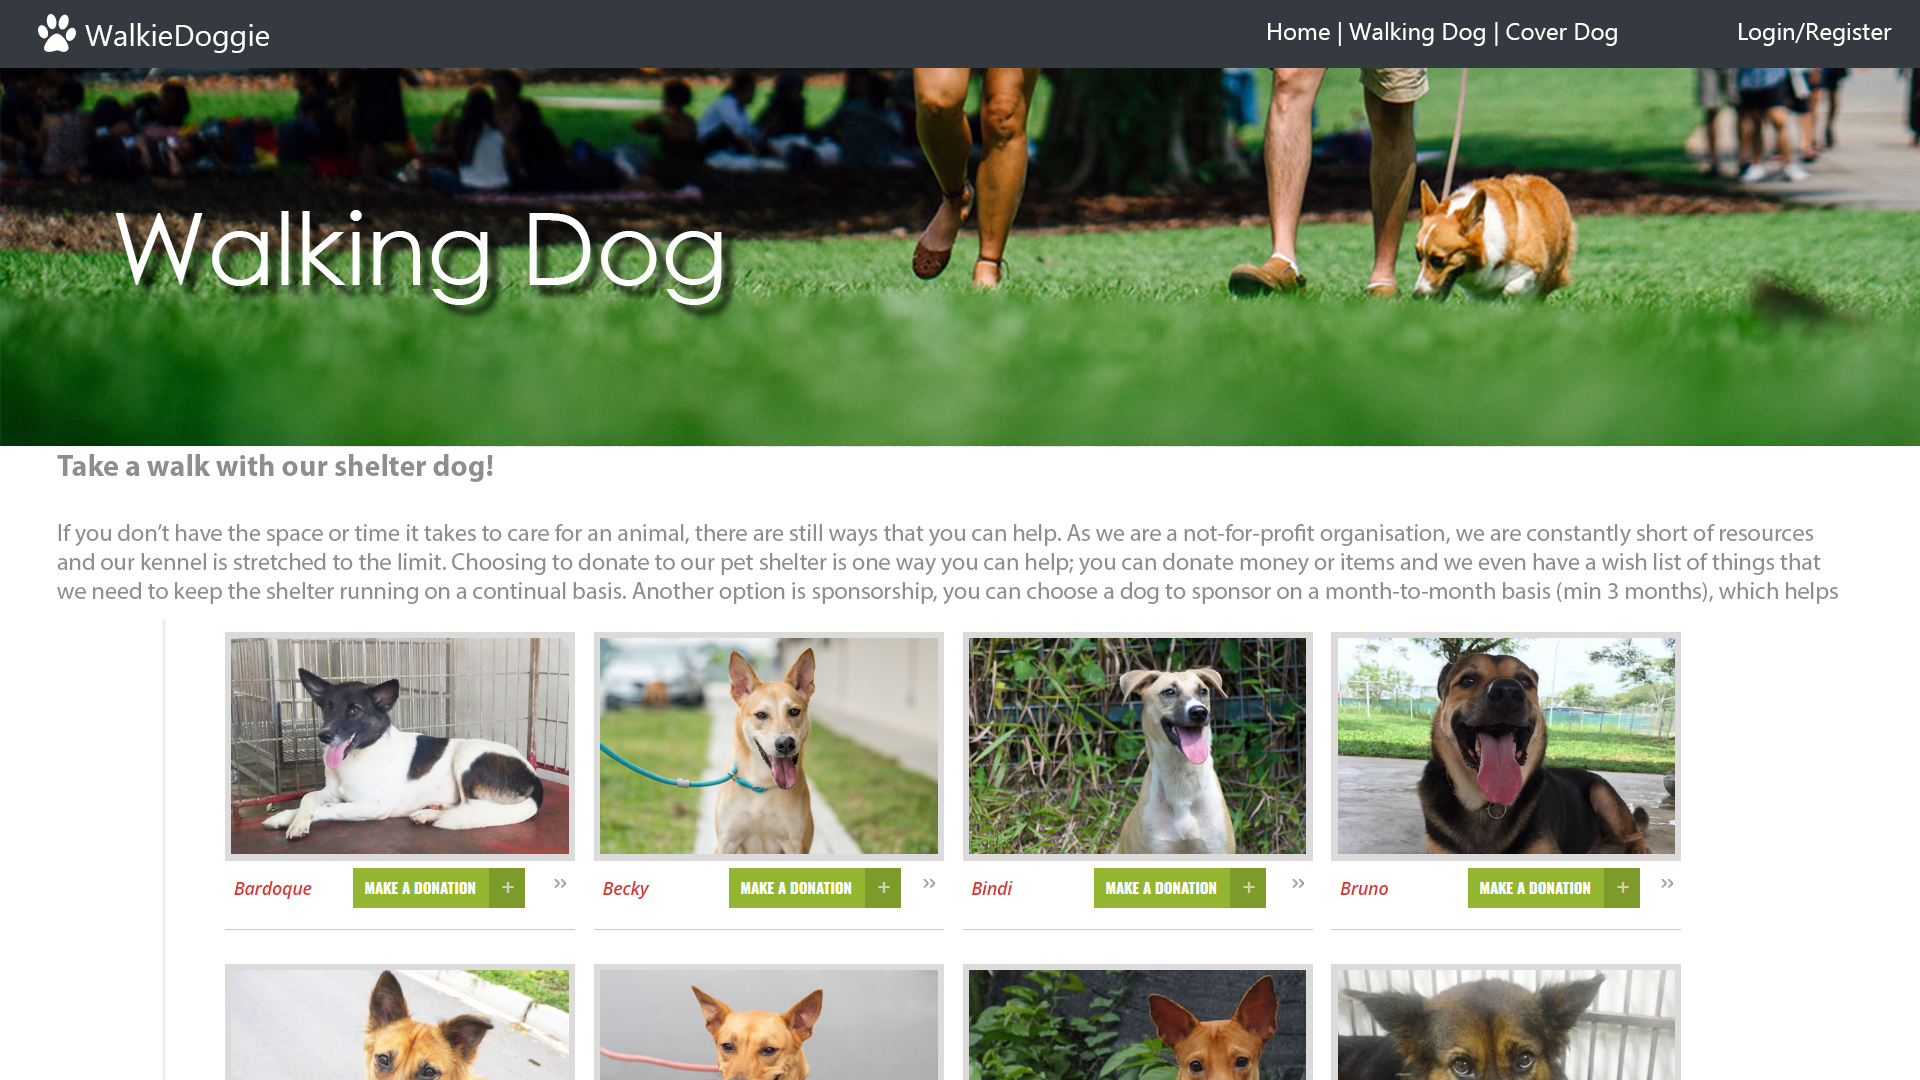 WalkieDoggie
Home | Walking Dog | Cover Dog
Login/Register
Walking Dog
Take a walk with our shelter dog!
If you don’t have the space or time it takes to care for an animal, there are still ways that you can help. As we are a not-for-profit organisation, we are constantly short of resources
and our kennel is stretched to the limit. Choosing to donate to our pet shelter is one way you can help; you can donate money or items and we even have a wish list of things that
we need to keep the shelter running on a continual basis. Another option is sponsorship, you can choose a dog to sponsor on a month-to-month basis (min 3 months), which helps
Bardoque MAKE A DONATION + »
Becky MAKE A DONATION + »
Bindi MAKE A DONATION + »
Bruno MAKE A DONATION + »